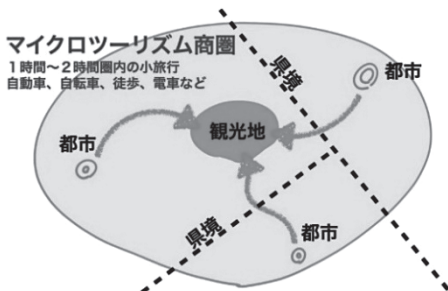 マイクロツーリズム商圏
1時間～2時間圏内の小旅行
自動車、自転車、徒歩、電車など
県境
都市
観光地
都市
県境
都市